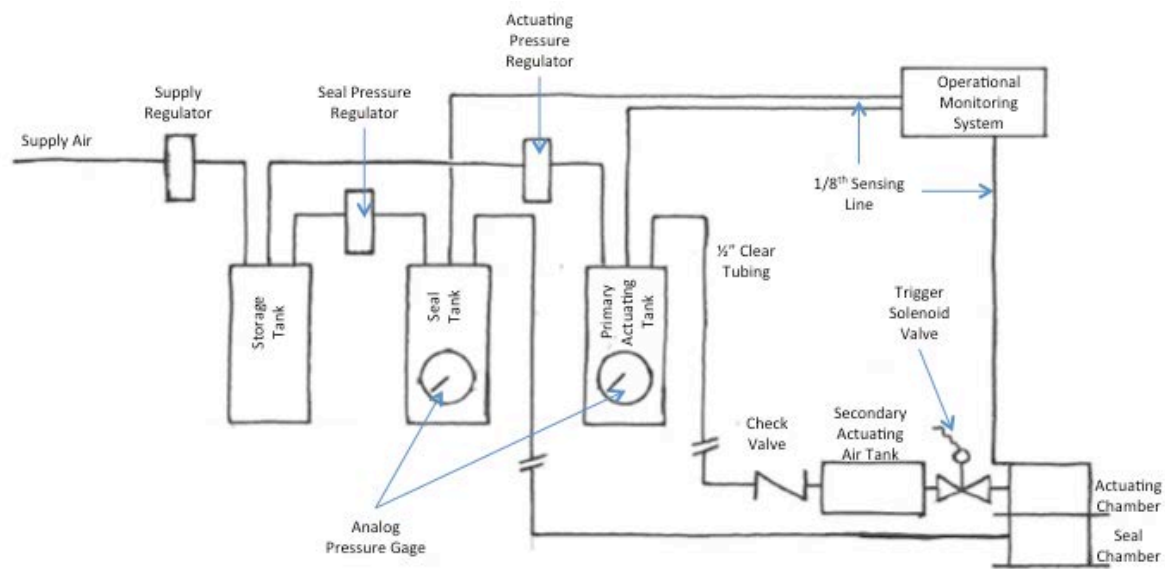 Actuating
Pressure
Regulator
Supply
Regulator
Seal Pressure
Regulator
Operational
Monitoring
System
Supply Air
1/8th Sensing
Line
½" Clear
Tubing
Storage
Tank
Seal
Tank
Primary
Actuating
Tank
Trigger
Solenoid
Valve
Check
Valve
Secondary
Actuating
Air Tank
Actuating
Chamber
Analog
Pressure Gage
Seal
Chamber